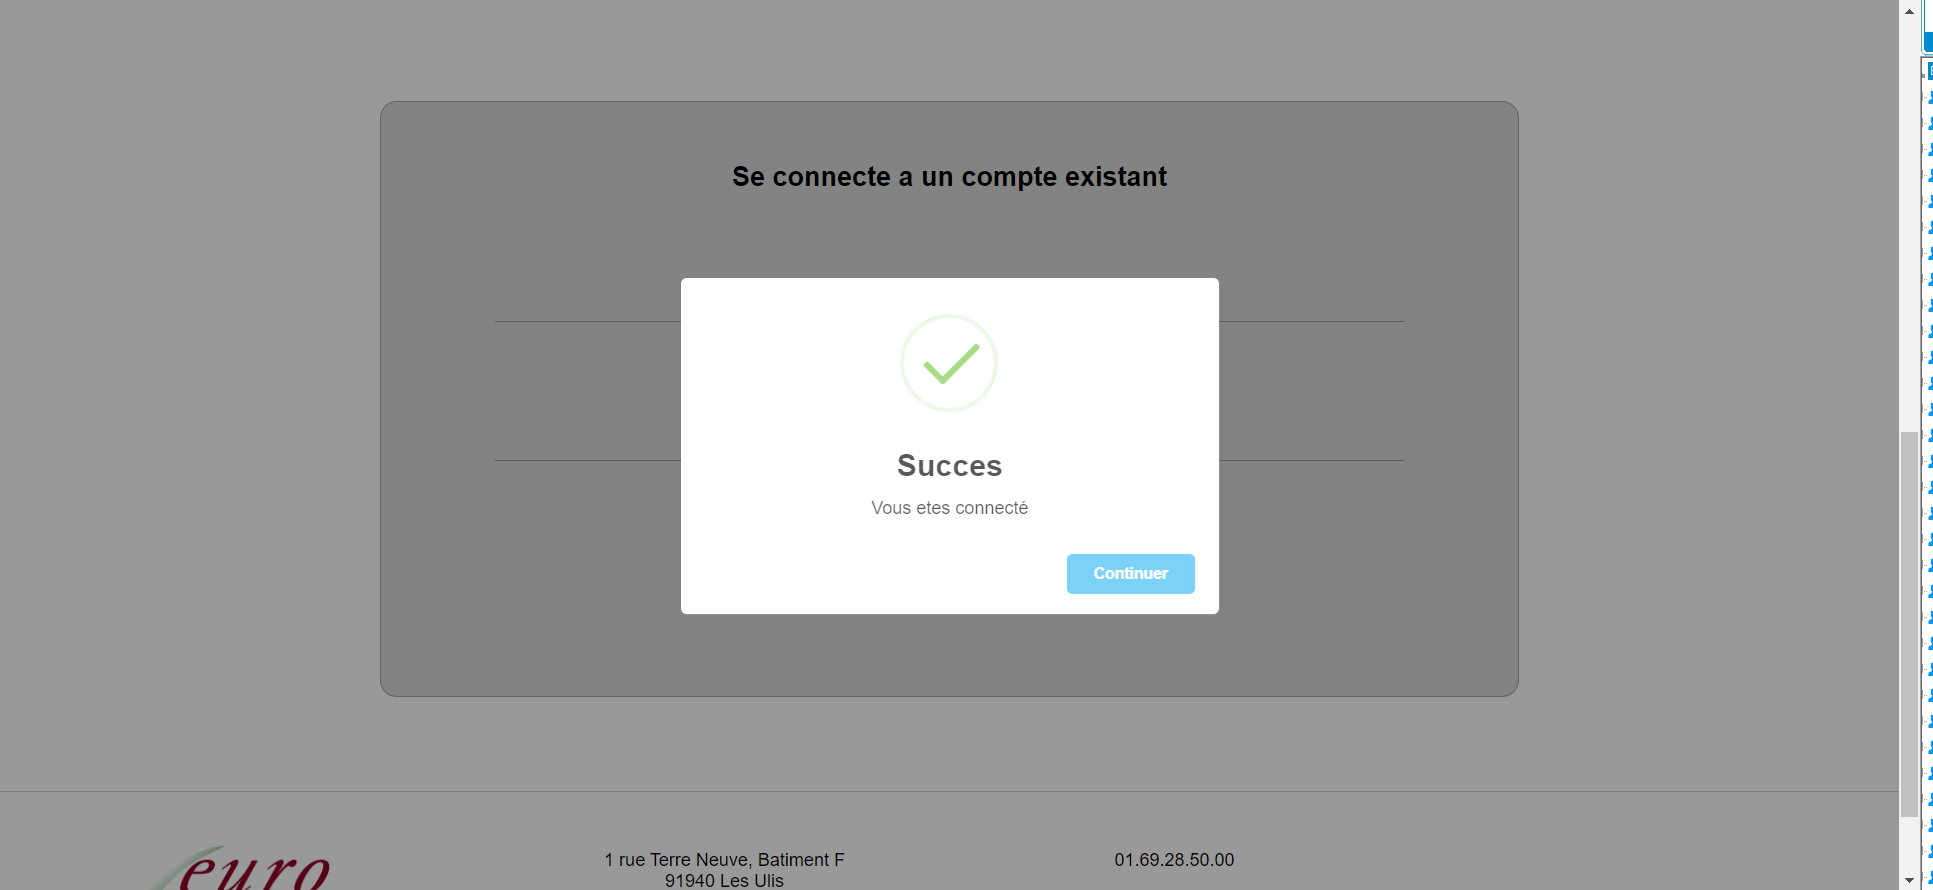 Se connecte a un compte existant
Succes
Vous etes connecté
Continuer
euro
1 rue Terre Neuve, Batiment F
91940 Les Ulis
01.69.28.50.00